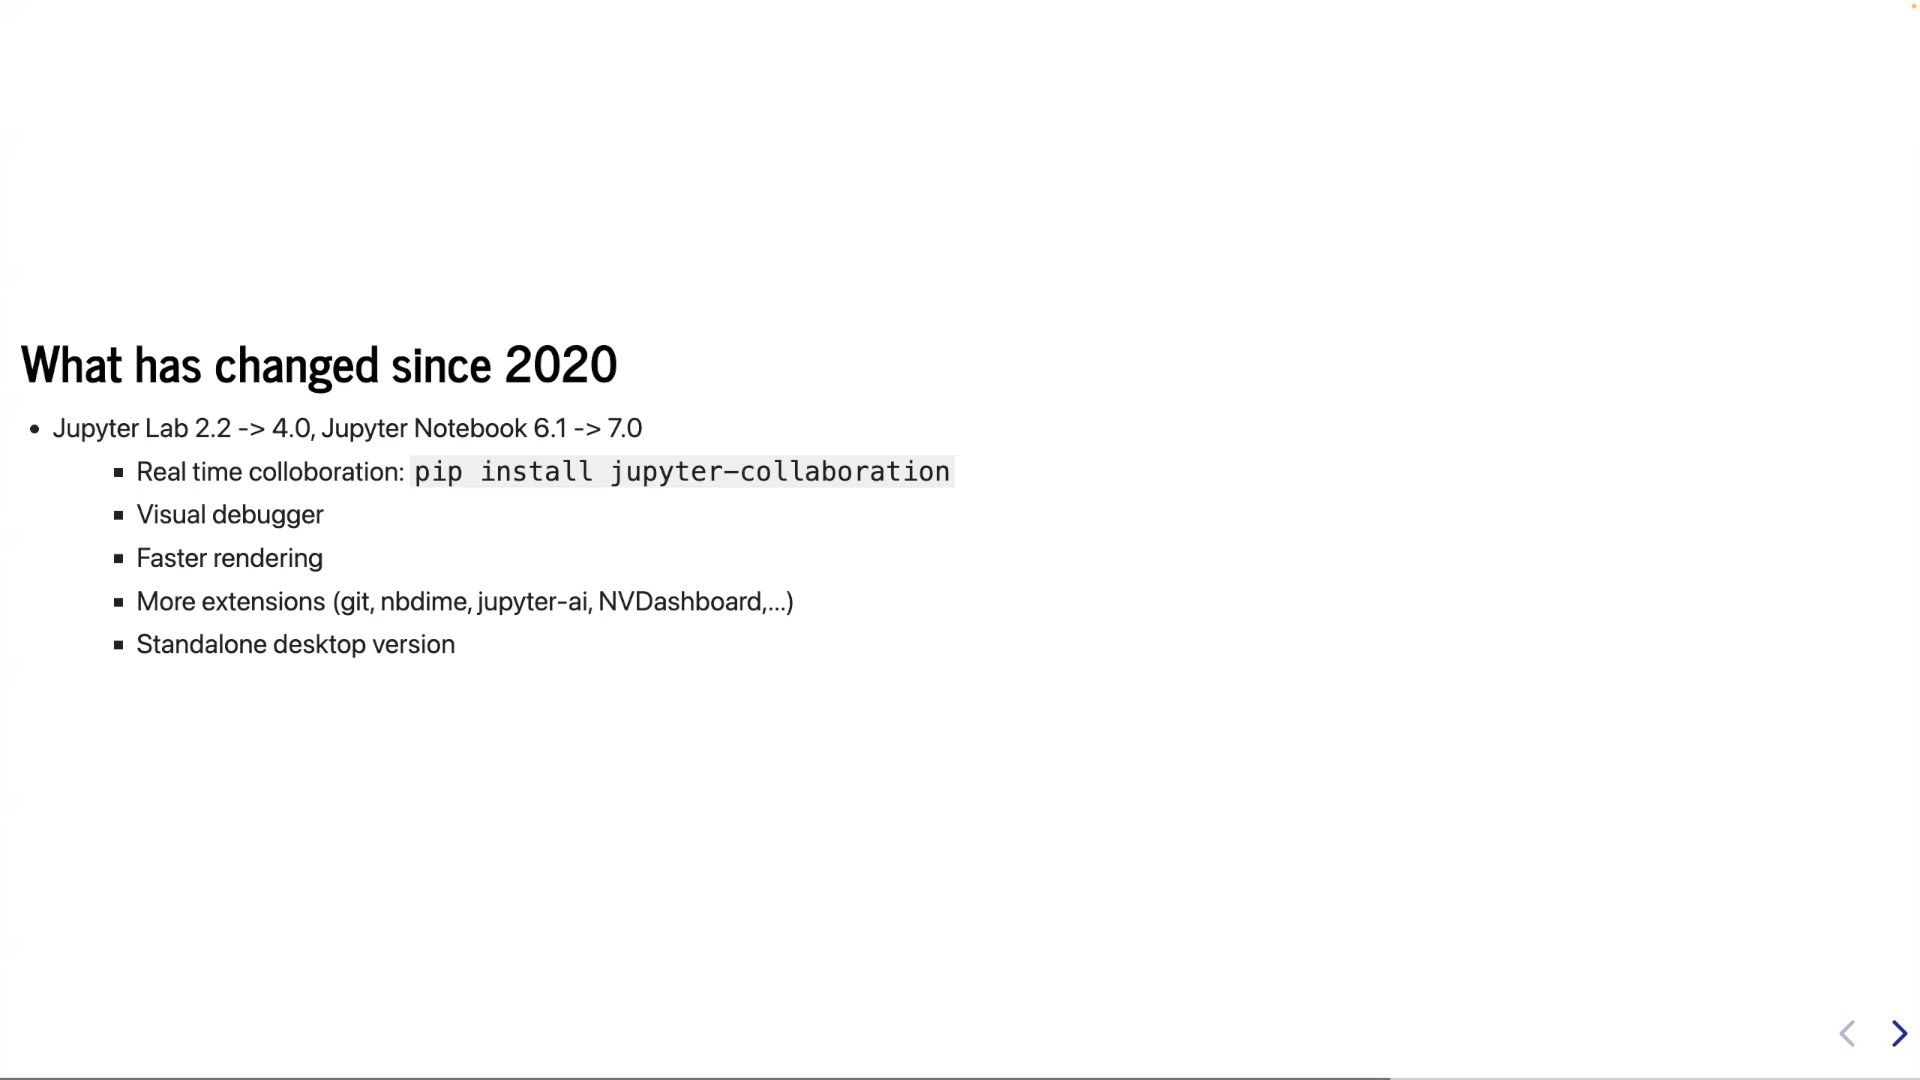 What has changed since 2020
Jupyter Lab 2.2 -> 4.0, Jupyter Notebook 6.1 -> 7.0
Real time colloboration: pip install jupyter-collaboration
Visual debugger
Faster rendering
More extensions (git, nbdime, jupyter-ai, NVDashboard,...)
Standalone desktop version